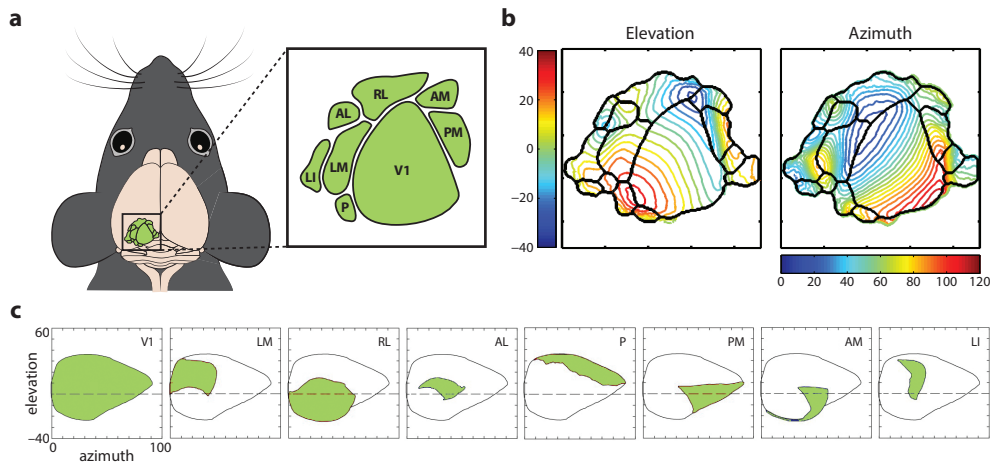 a
RL
AM
AL
PM
LM
LI
V1
P
b
Elevation
Azimuth
40
20
0
−20
−40
0 20 40 60 80 100 120
c
60
elevation
−40
0
100
azimuth
V1
LM
RL
AL
P
PM
AM
LI